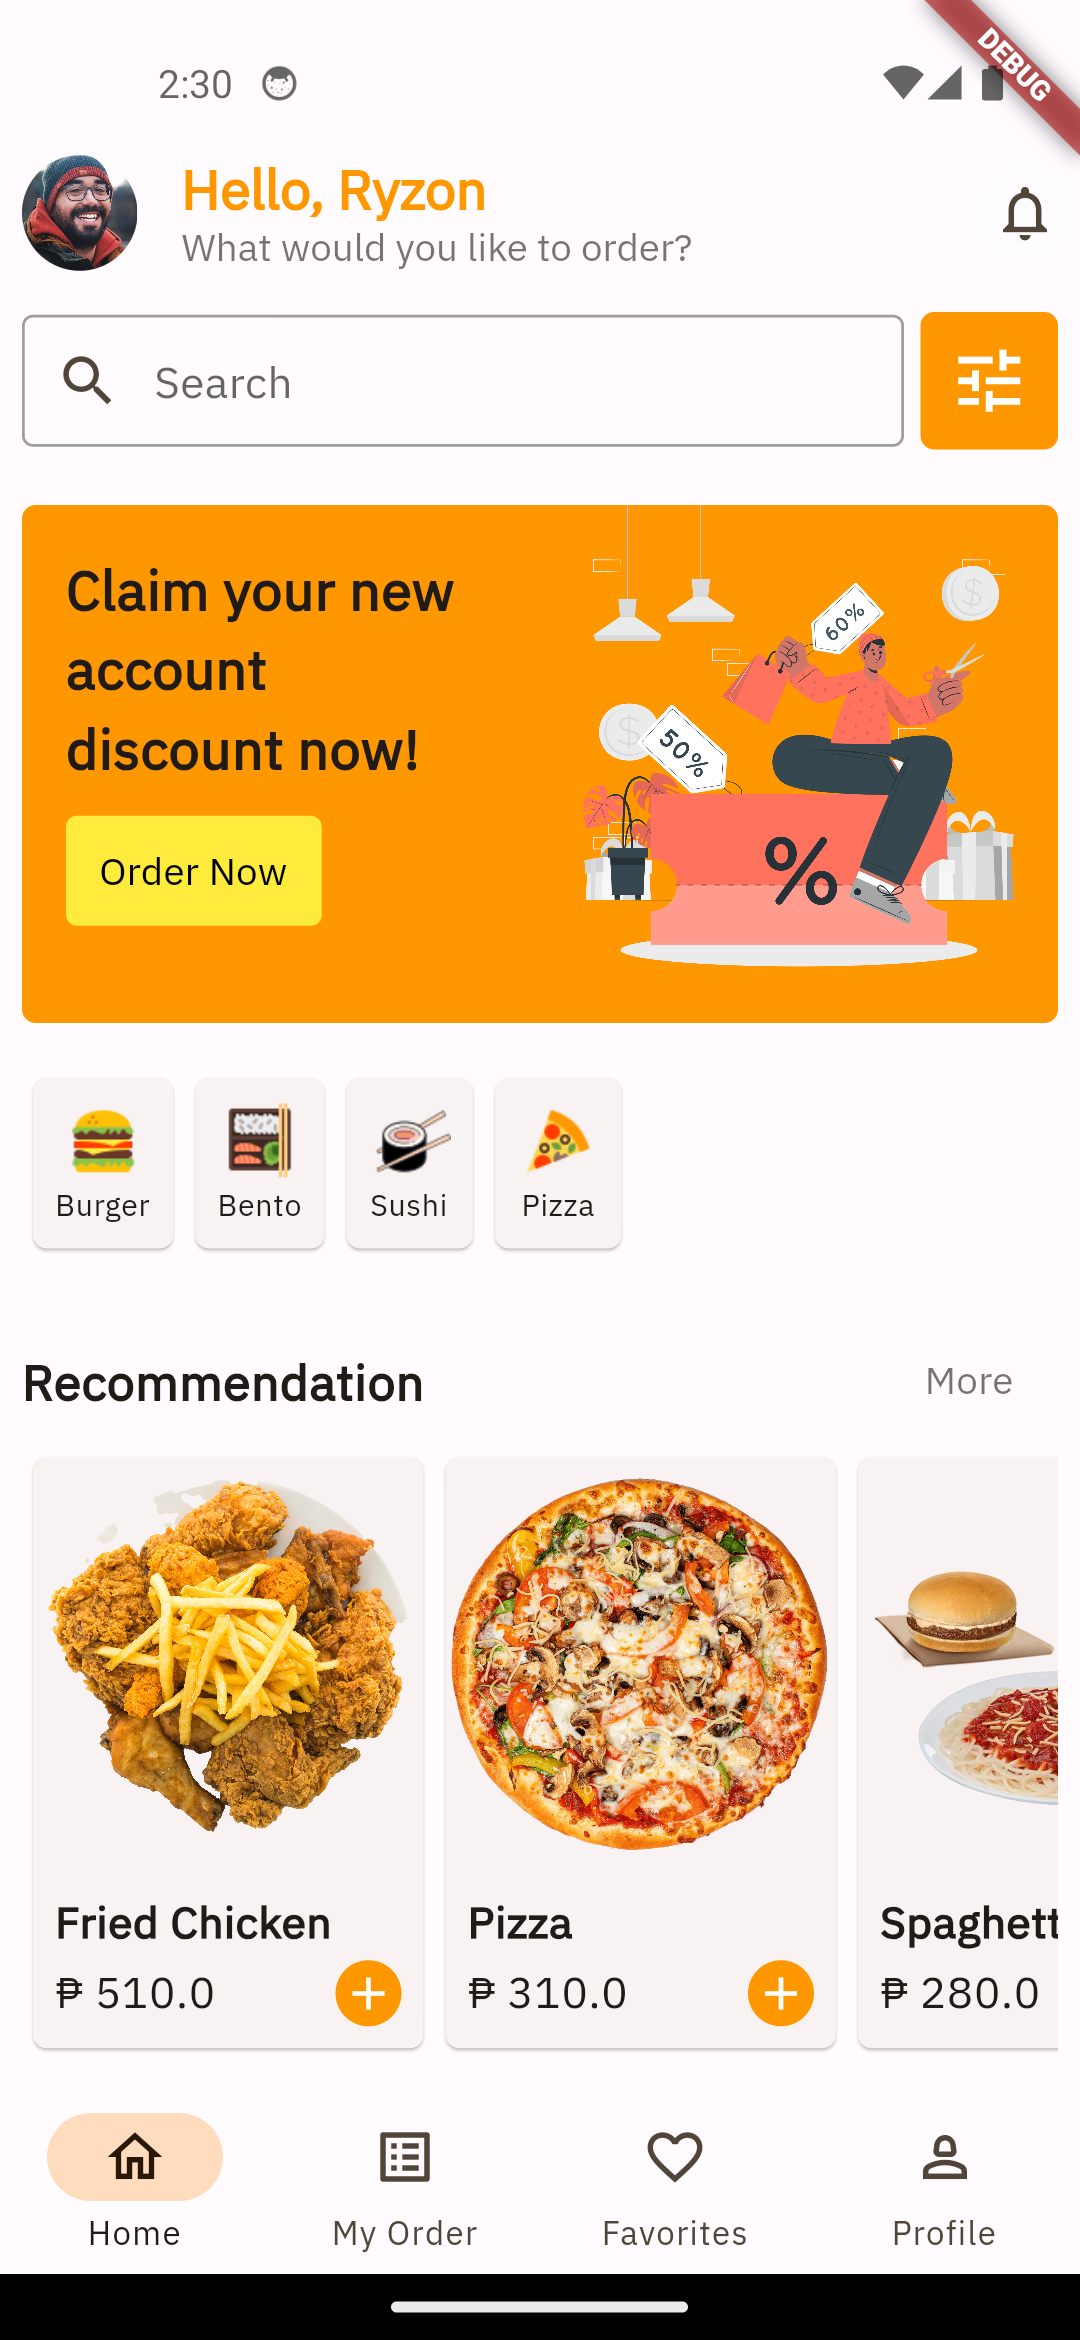 2:30
DEBUG
Hello, Ryzon
What would you like to order?
Search
Claim your new
account
discount now!
Order Now
60%
$
$
50%
%
Burger
Bento
Sushi
Pizza
Recommendation
More
Fried Chicken
₱ 510.0
Pizza
₱ 310.0
Spaghett
₱ 280.0
Home
My Order
Favorites
Profile